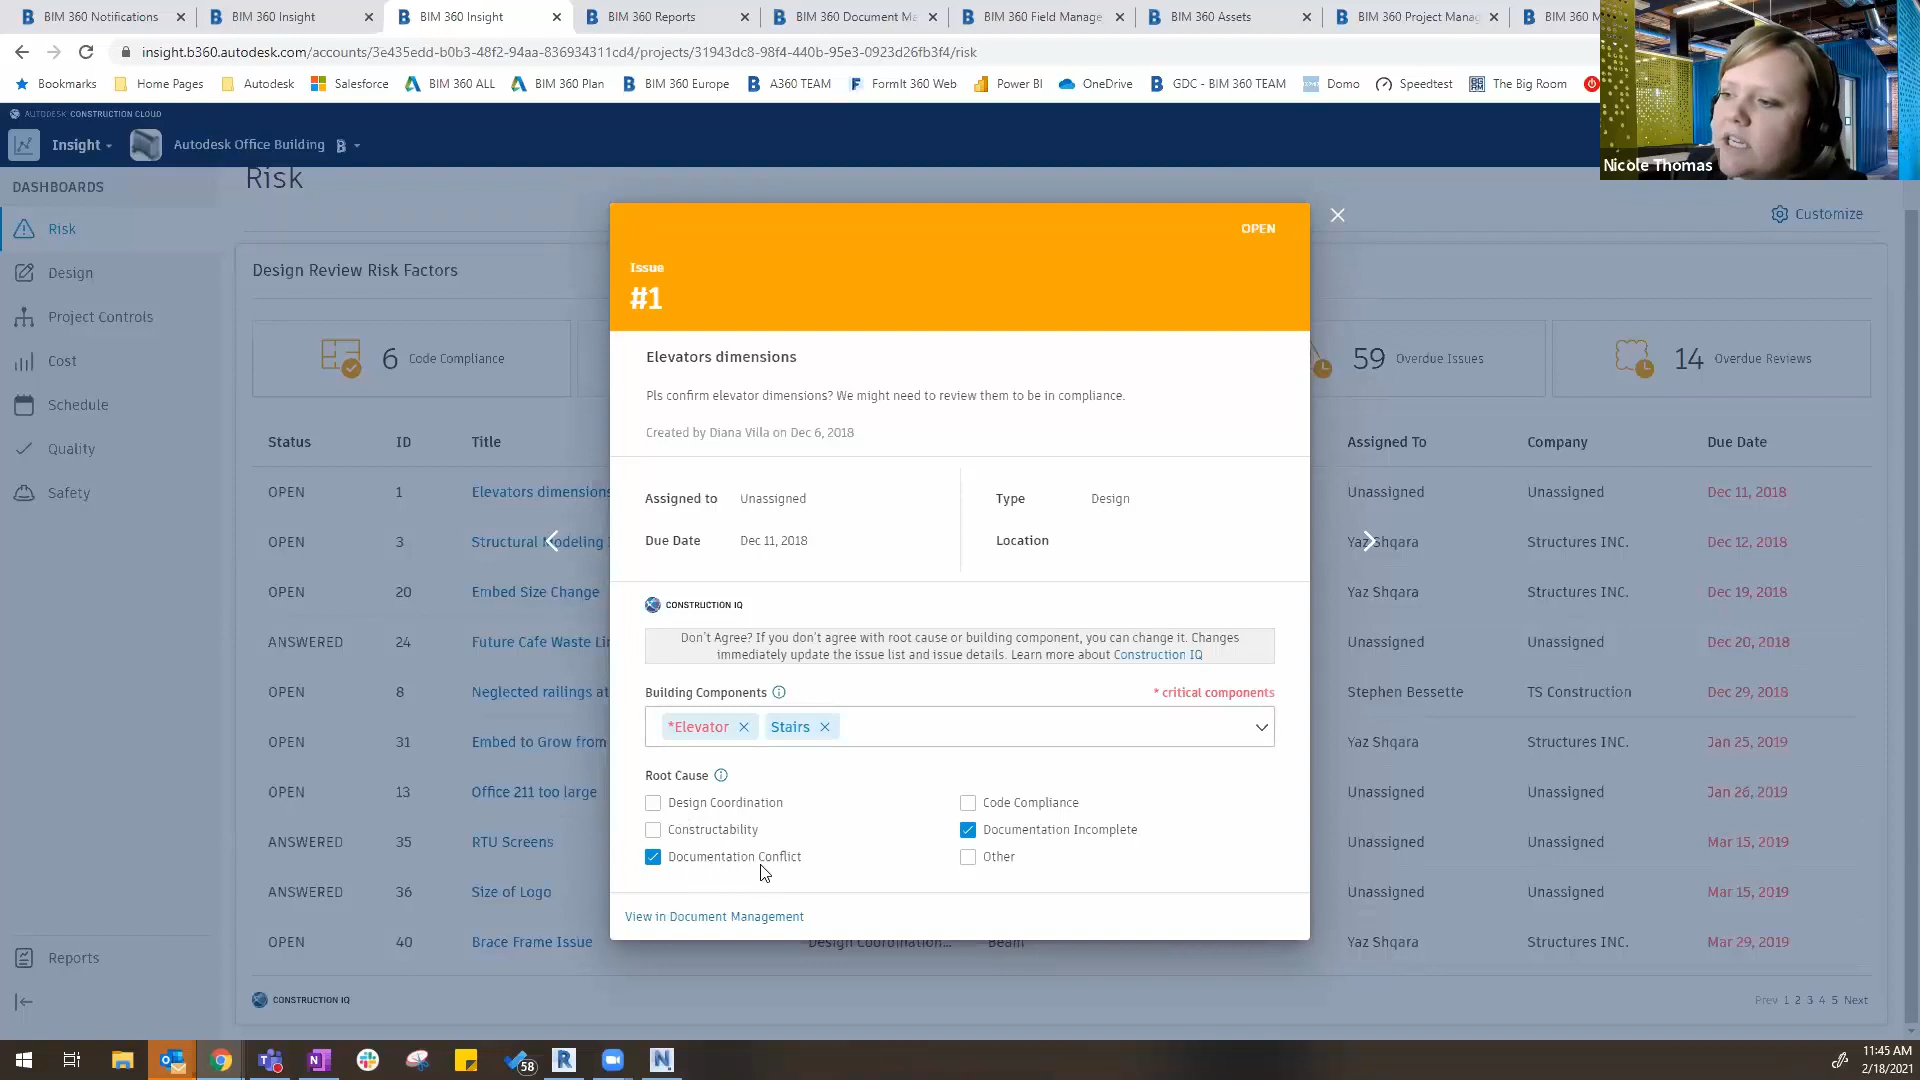 BIM 360 Notifications
BIM 360 Insight
BIM 360 Insight
BIM 360 Reports
BIM 360 Document Ma
BIM 360 Field Manage
BIM 360 Assets
BIM 360 Project Manag
BIM 360 M
insight.b360.autodesk.com/accounts/3e435edd-b0b3-48f2-94aa-836934311cd4/projects/31943dc8-98f4-440b-95e3-0923d26fb3f4/risk
Bookmarks
Home Pages
Autodesk
Salesforce
BIM 360 ALL
BIM 360 Plan
BIM 360 Europe
A360 TEAM
FormIt 360 Web
Power BI
OneDrive
GDC - BIM 360 TEAM
Domo
Speedtest
The Big Room
Nicole Thomas
AUTODESK CONSTRUCTION CLOUD
Insight
Autodesk Office Building
DASHBOARDS
Risk
Design
Project Controls
Cost
Schedule
Quality
Safety
Reports
Risk
Customize
Design Review Risk Factors
6 Code Compliance
59 Overdue Issues
14 Overdue Reviews
Status ID Title Assigned To Company Due Date
OPEN 1 Elevators dimensions Unassigned Unassigned Dec 11, 2018
OPEN 3 Structural Modeling Yaz Shqara Structures INC. Dec 12, 2018
OPEN 20 Embed Size Change Yaz Shqara Structures INC. Dec 19, 2018
ANSWERED 24 Future Cafe Waste Li Unassigned Unassigned Dec 20, 2018
OPEN 8 Neglected railings at Stephen Bessette TS Construction Dec 29, 2018
OPEN 31 Embed to Grow from Yaz Shqara Structures INC. Jan 25, 2019
OPEN 13 Office 211 too large Unassigned Unassigned Jan 26, 2019
ANSWERED 35 RTU Screens Unassigned Unassigned Mar 15, 2019
ANSWERED 36 Size of Logo Unassigned Unassigned Mar 15, 2019
OPEN 40 Brace Frame Issue Design Coordination... Beam Yaz Shqara Structures INC. Mar 29, 2019
CONSTRUCTION IQ
Prev 1 2 3 4 5 Next
OPEN
Issue
#1
Elevators dimensions
Pls confirm elevator dimensions? We might need to review them to be in compliance.
Created by Diana Villa on Dec 6, 2018
Assigned to Unassigned
Type Design
Due Date Dec 11, 2018
Location
CONSTRUCTION IQ
Don't Agree? If you don't agree with root cause or building component, you can change it. Changes
immediately update the issue list and issue details. Learn more about Construction IQ
Building Components
* critical components
*Elevator
Stairs
Root Cause
Design Coordination
Code Compliance
Constructability
Documentation Incomplete
Documentation Conflict
Other
View in Document Management
58
11:45 AM
2/18/2021